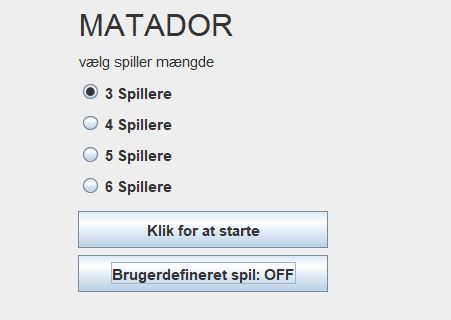 MATADOR
vælg spiller mængde
3 Spillere
4 Spillere
5 Spillere
6 Spillere
Klik for at starte
Brugerdefineret spil: OFF